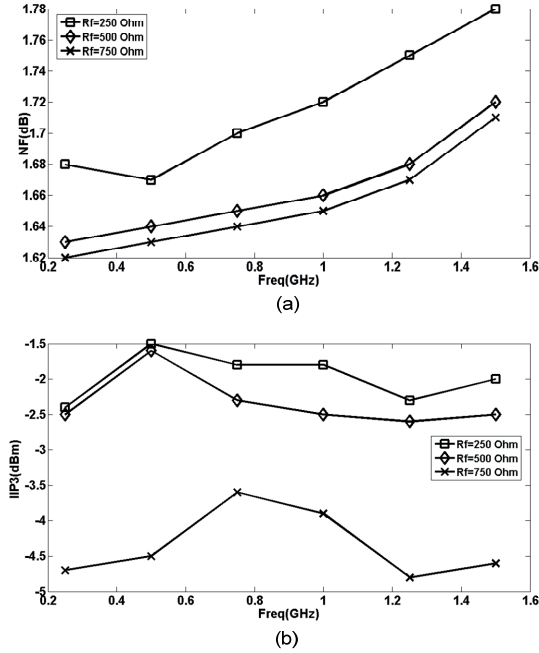 1.78
1.76
1.74
1.72
1.7
1.68
1.66
1.64
1.62
NF(dB)
Rf=250 Ohm
Rf=500 Ohm
Rf=750 Ohm
0.2 0.4 0.6 0.8 1 1.2 1.4 1.6
Freq(GHz)
(a)
-1.5
-2
-2.5
-3
-3.5
-4
-4.5
-5
IIP3(dBm)
Rf=250 Ohm
Rf=500 Ohm
Rf=750 Ohm
0.2 0.4 0.6 0.8 1 1.2 1.4 1.6
Freq(GHz)
(b)